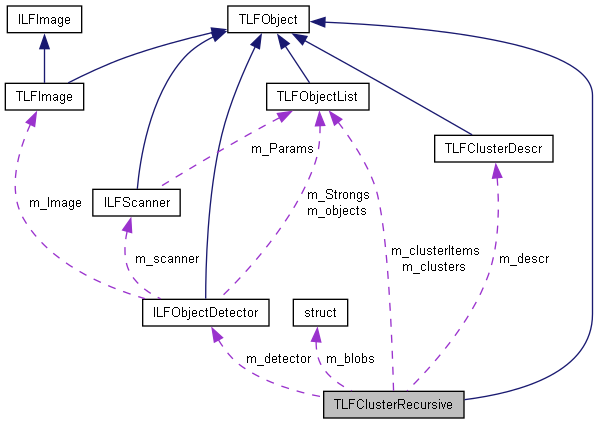 ILFImage
TLFObject
TLFImage
TLFObjectList
TLFClusterDescr
m_Params
m_Image
ILFScanner
m_Strongs
m_objects
m_scanner
m_clusterItems
m_clusters
m_descr
ILFObjectDetector
struct
m_detector
m_blobs
TLFClusterRecursive